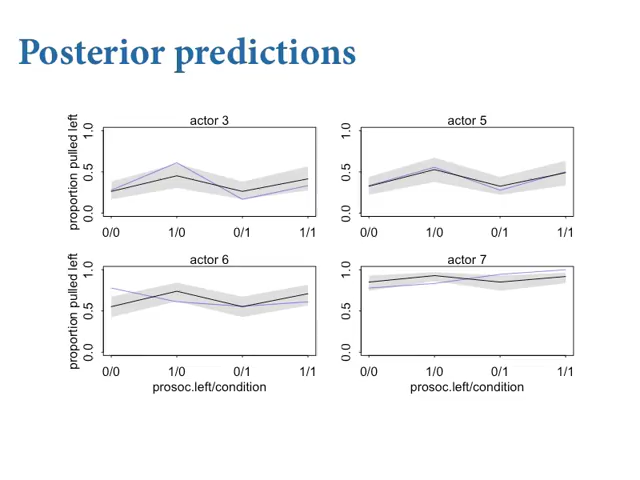 Posterior predictions
actor 3
actor 5
proportion pulled left
0.0 0.5 1.0
0.0 0.5 1.0
0/0 1/0 0/1 1/1
0/0 1/0 0/1 1/1
actor 6
actor 7
proportion pulled left
0.0 0.5 1.0
0.0 0.5 1.0
0/0 1/0 0/1 1/1
0/0 1/0 0/1 1/1
prosoc.left/condition
prosoc.left/condition